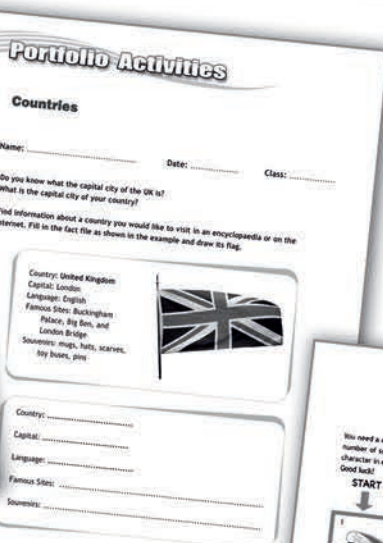 Portfolio Activities
Countries
Name: ............................ Date: .............. Class: ..............
Do you know what the capital city of the UK is?
What is the capital city of your country?
Find information about a country you would like to visit in an encyclopaedia or on the
internet. Fill in the fact file as shown in the example and draw its flag.
Country: United Kingdom
Capital: London
Language: English
Famous Sites: Buckingham
Palace, Big Ben, and
London Bridge
Souvenirs: mugs, hats, scarves,
toy buses, pins
Country: ............................
Capital: ............................
Language: ............................
Famous Sites: ............................
Souvenirs: ............................
You need a
number of
character in
Good luck!
START
1